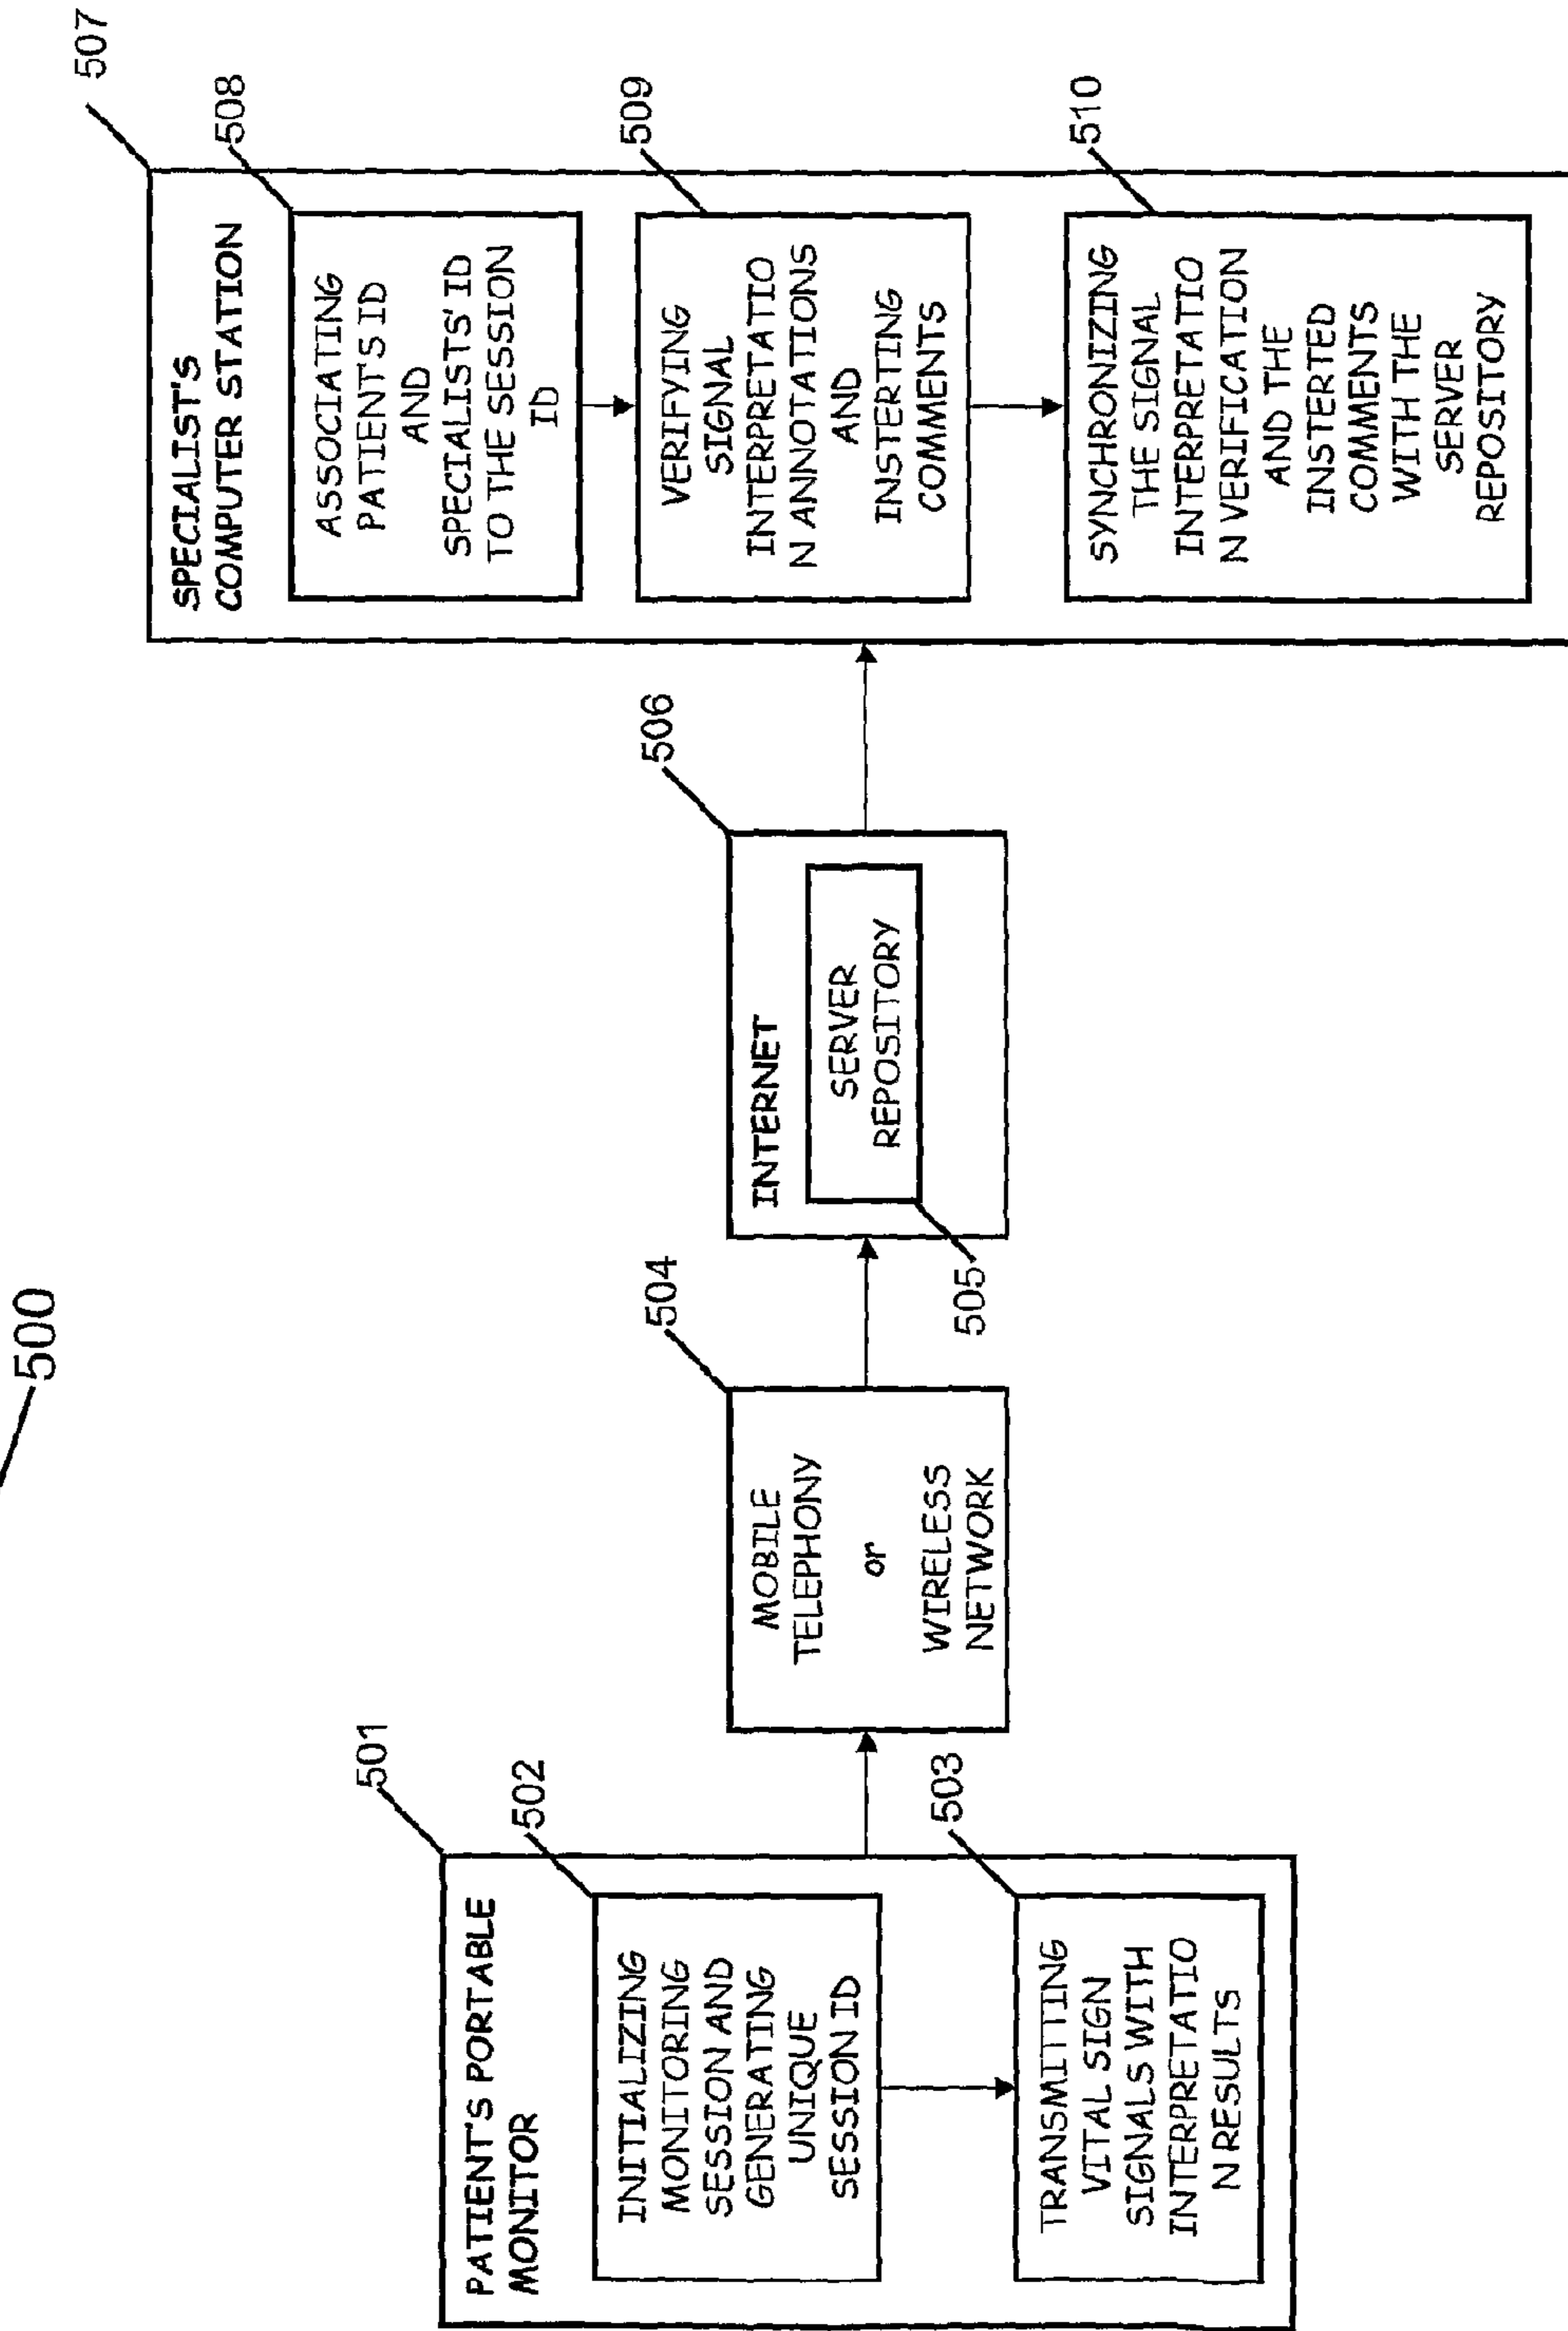 500
501
PATIENT'S PORTABLE
MONITOR
502
INITIALIZING
MONITORING
SESSION AND
GENERATING
UNIQUE
SESSION ID
503
TRANSMITTING
VITAL SIGN
SIGNALS WITH
INTERPRETATIO
N RESULTS
504
MOBILE
TELEPHONY
or
WIRELESS
NETWORK
506
INTERNET
SERVER
REPOSITORY
505
507
SPECIALIST'S
COMPUTER STATION
508
ASSOCIATING
PATIENTS ID
AND
SPECIALISTS' ID
TO THE SESSION
ID
509
VERIFYING
SIGNAL
INTERPRETATIO
N ANNOTATIONS
AND
INSTERTING
COMMENTS
510
SYNCHRONIZING
THE SIGNAL
INTERPRETATIO
N VERIFICATION
AND THE
INSTERTED
COMMENTS
WITH THE
SERVER
REPOSITORY